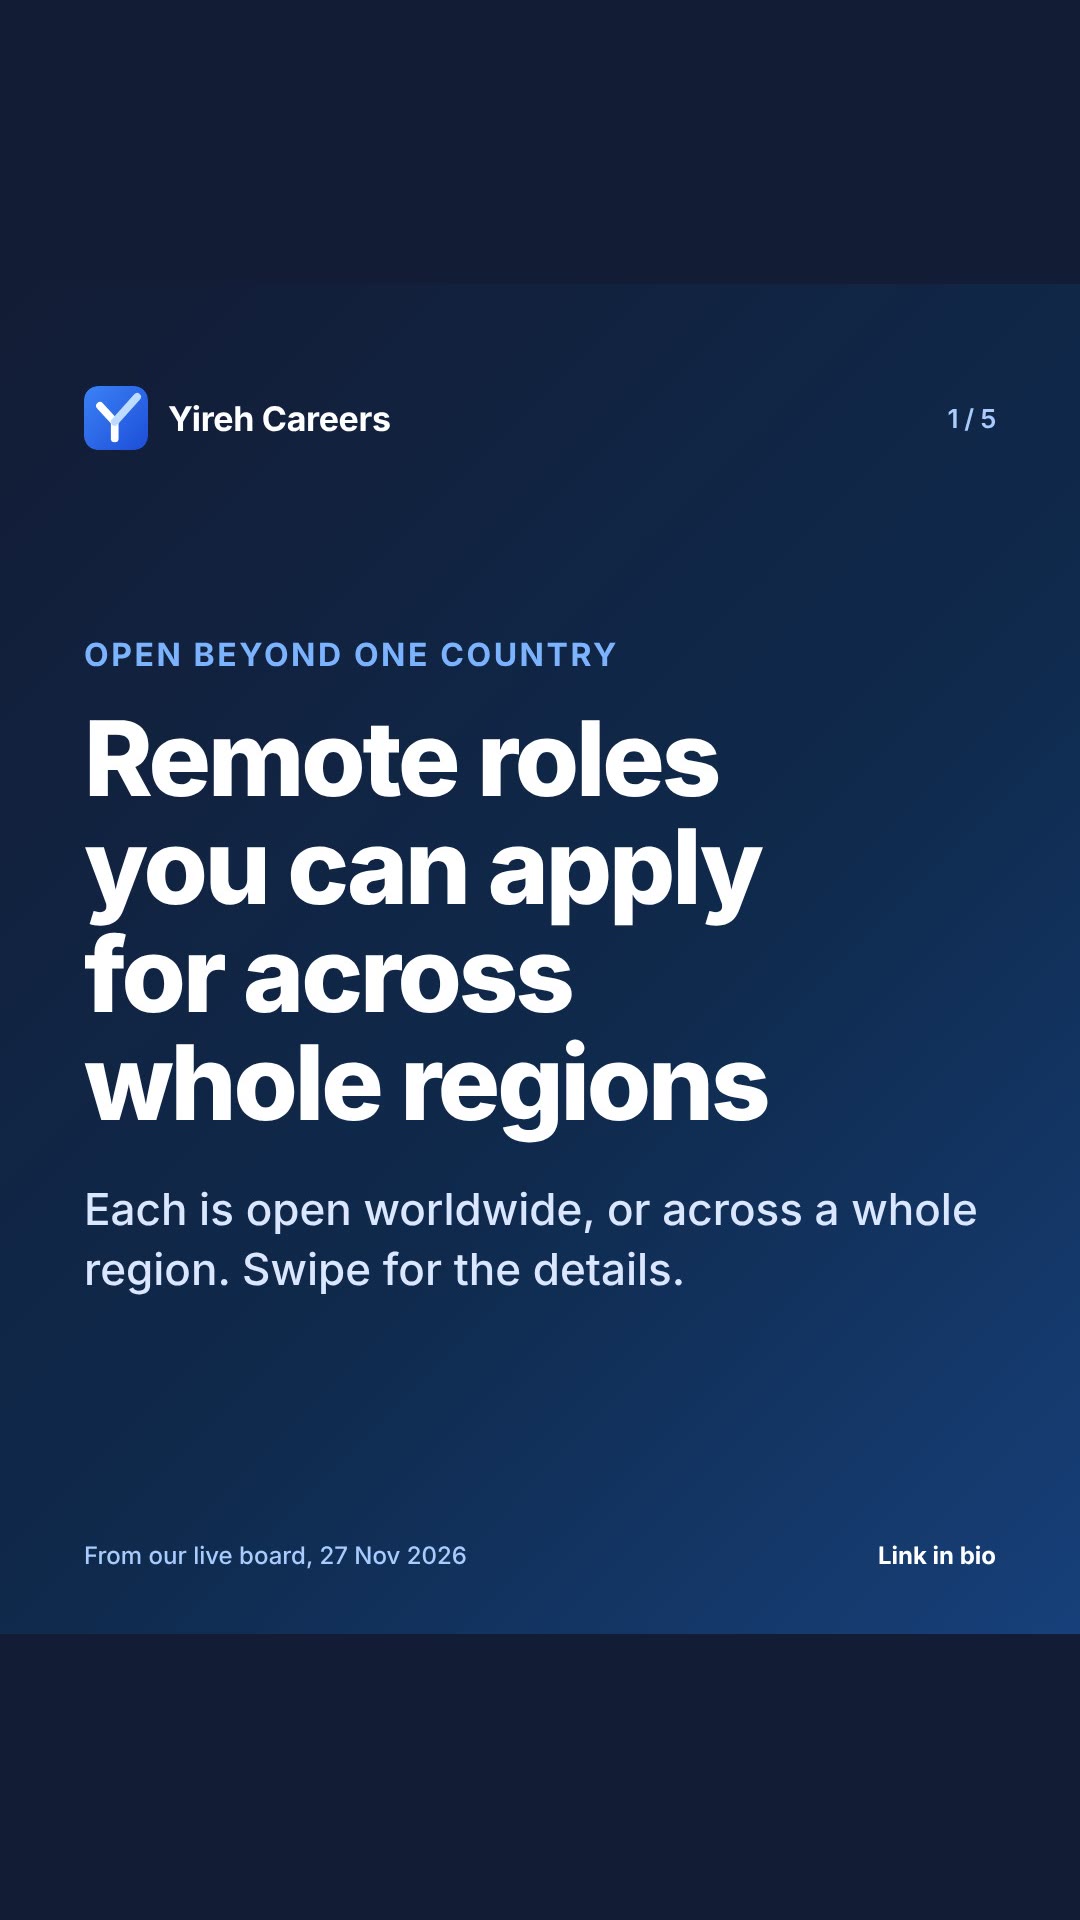 Yireh Careers
1 / 5
OPEN BEYOND ONE COUNTRY
Remote roles
you can apply
for across
whole regions
Each is open worldwide, or across a whole
region. Swipe for the details.
From our live board, 27 Nov 2026
Link in bio